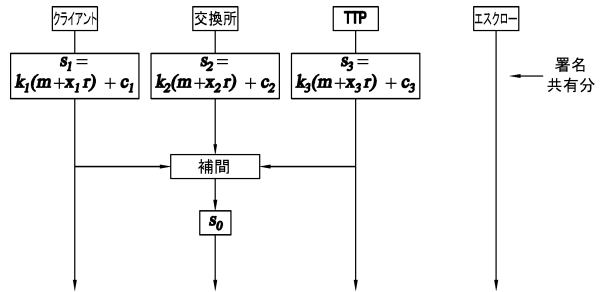 クライアント
交換所
TTP
エスクロー
s1 =
k1(m+x1r) + c1
s2 =
k2(m+x2r) + c2
s3 =
k3(m+x3r) + c3
署名
共有分
補間
s0